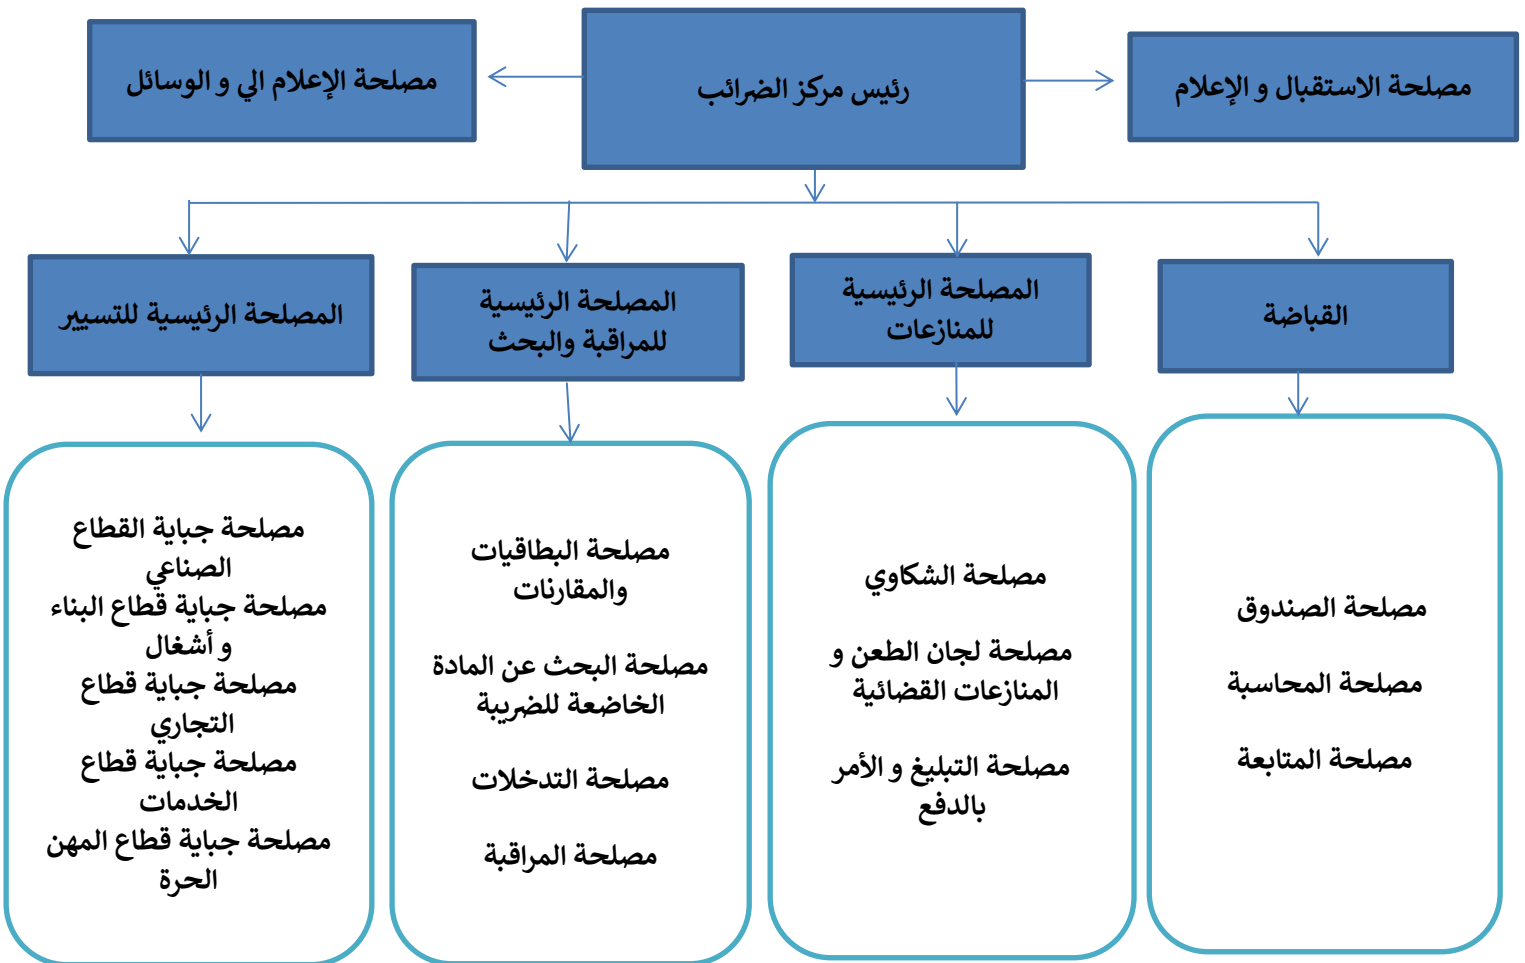 رئيس مركز الضرائب
مصلحة الاستقبال و الإعلام
مصلحة الإعلام الي و الوسائل
القباضة
المصلحة الرئيسية
للمنازعات
المصلحة الرئيسية
للمراقبة والبحث
المصلحة الرئيسية للتسيير
مصلحة الصندوق
مصلحة المحاسبة
مصلحة المتابعة
مصلحة الشكاوي
مصلحة لجان الطعن و
المنازعات القضائية
مصلحة التبليغ و الأمر
بالدفع
مصلحة البطاقيات
والمقارنات
مصلحة البحث عن المادة
الخاضعة للضريبة
مصلحة التدخلات
مصلحة المراقبة
مصلحة جباية القطاع
الصناعي
مصلحة جباية قطاع البناء
و أشغال
مصلحة جباية قطاع
التجاري
مصلحة جباية قطاع
الخدمات
مصلحة جباية قطاع المهن
الحرة